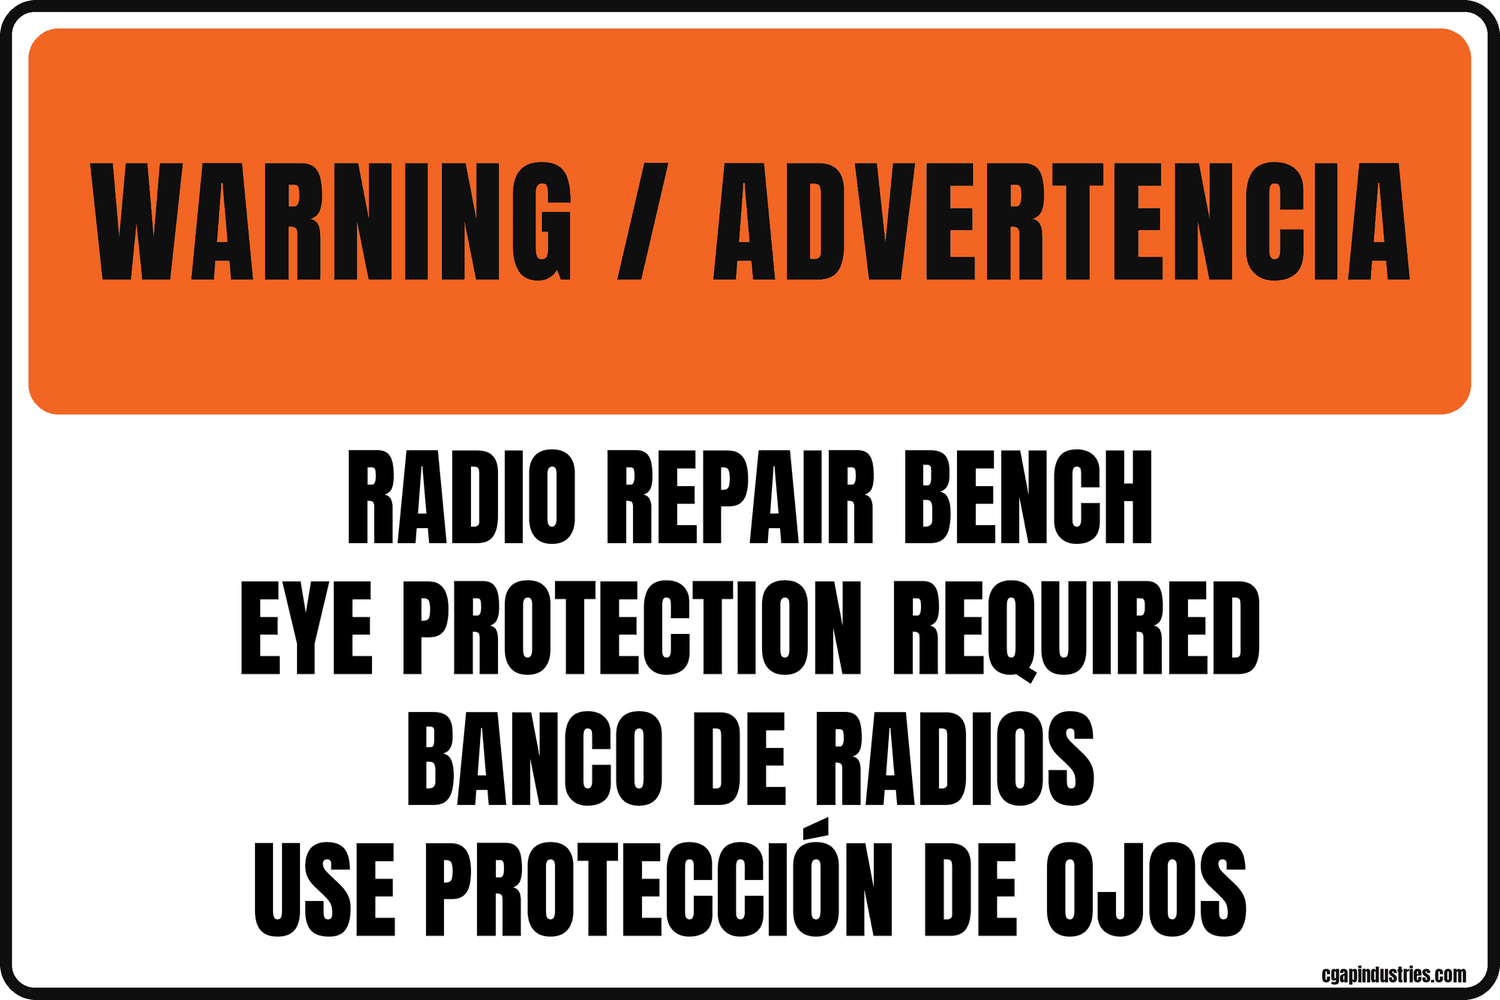 WARNING / ADVERTENCIA
RADIO REPAIR BENCH
EYE PROTECTION REQUIRED
BANCO DE RADIOS
USE PROTECCIÓN DE OJOS
cgapindustries.com